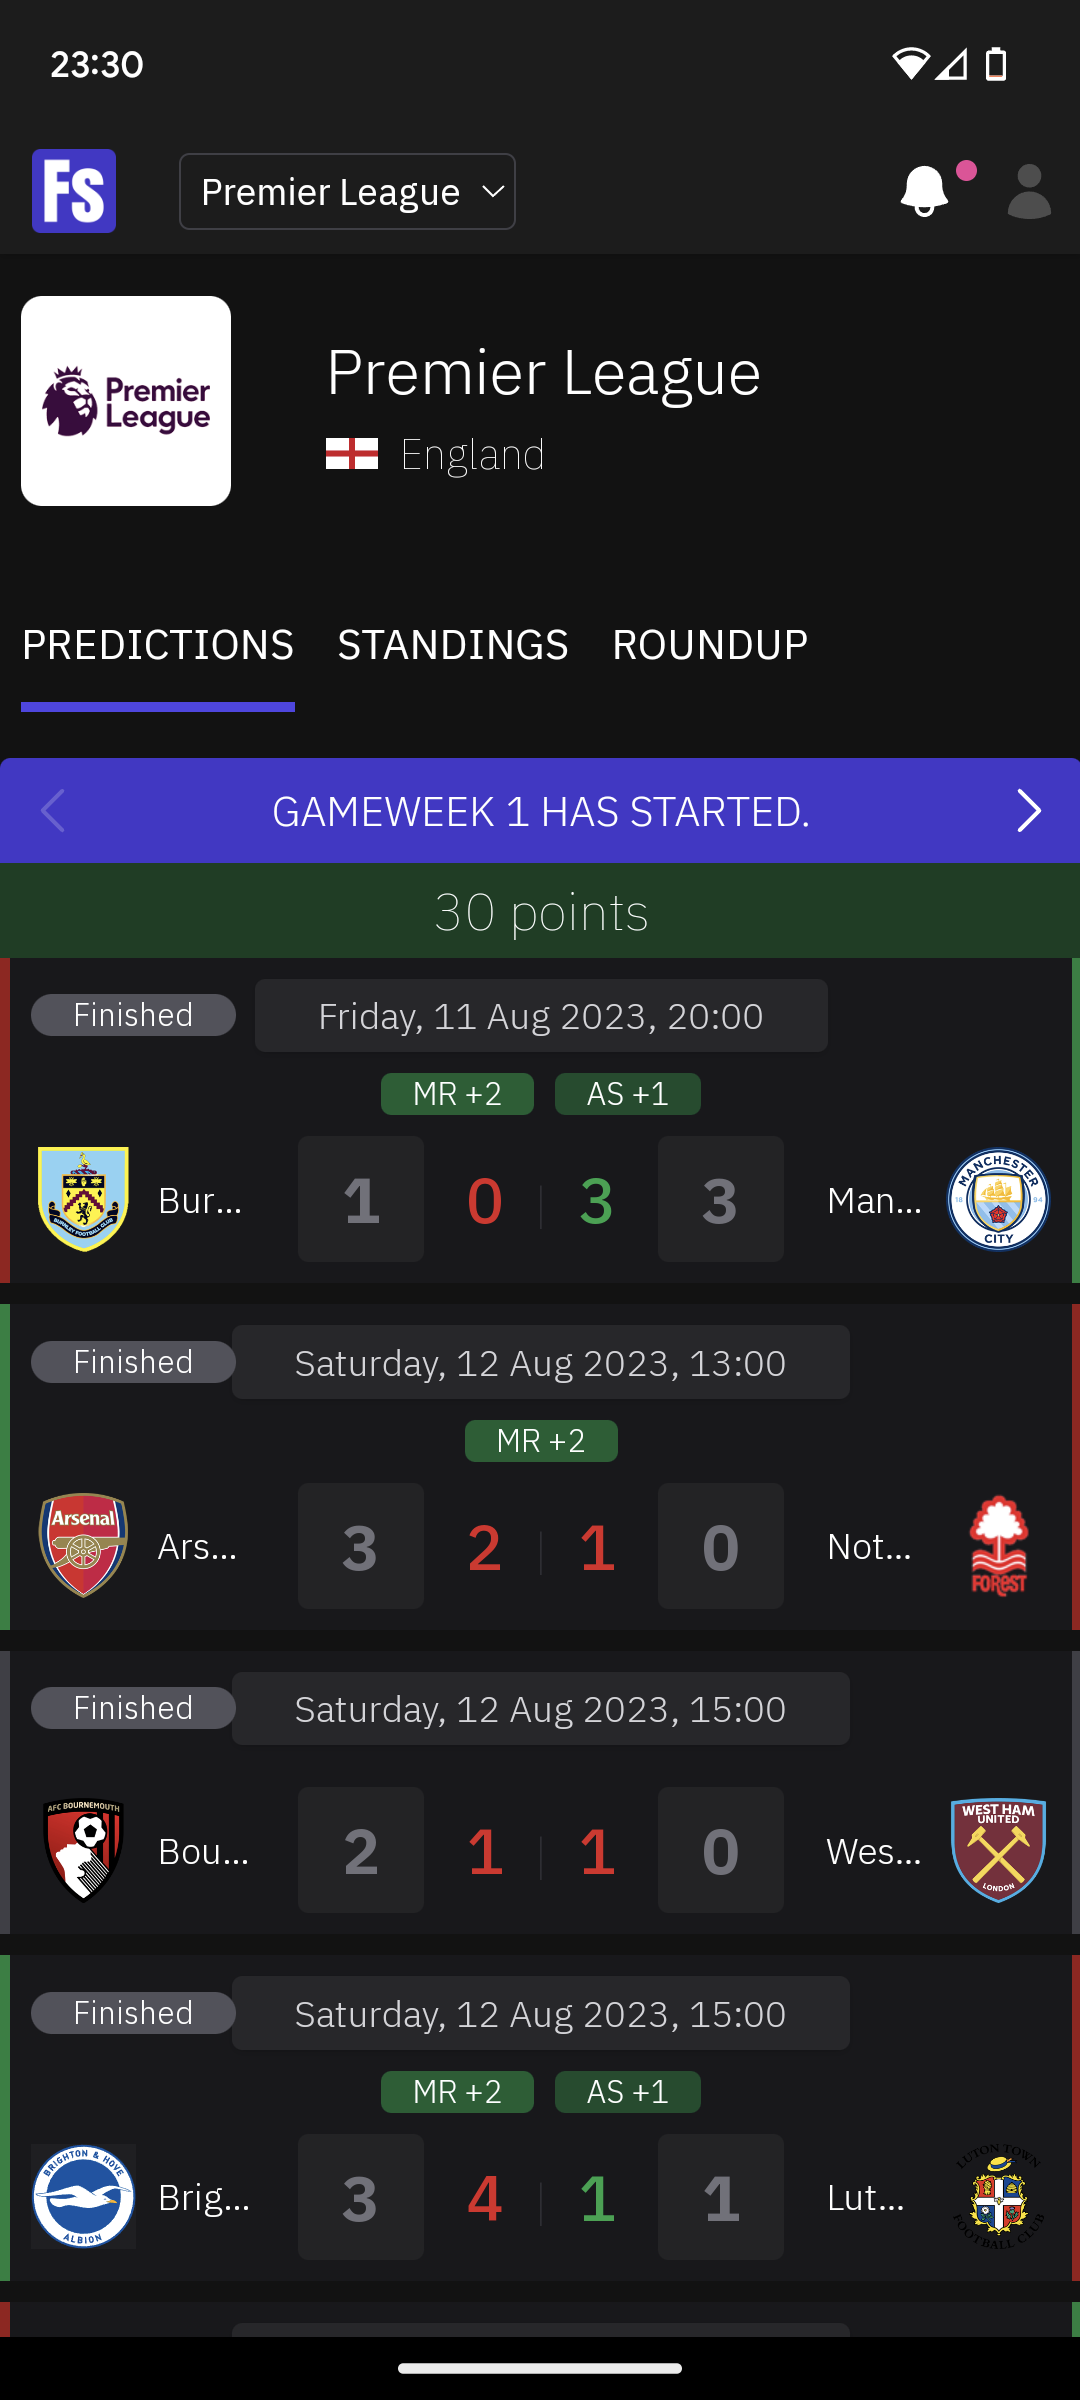 23:30
Fs
Premier League
Premier
League
Premier League
England
PREDICTIONS STANDINGS ROUNDUP
GAMEWEEK 1 HAS STARTED.
30 points
Finished
Friday, 11 Aug 2023, 20:00
MR +2 AS +1
BURNLEY FOOTBALL CLUB
Bur... 1 0 3 3 Man...
MANCHESTER
18 94
CITY
Finished
Saturday, 12 Aug 2023, 13:00
MR +2
Arsenal
Ars... 3 2 1 0 Not...
FOREST
Finished
Saturday, 12 Aug 2023, 15:00
AFC BOURNEMOUTH
Bou... 2 1 1 0 Wes...
WEST HAM
UNITED
LONDON
Finished
Saturday, 12 Aug 2023, 15:00
MR +2 AS +1
BRIGHTON & HOVE
ALBION
Brig... 3 4 1 1 Lut...
LUTON TOWN
FOOTBALL CLUB